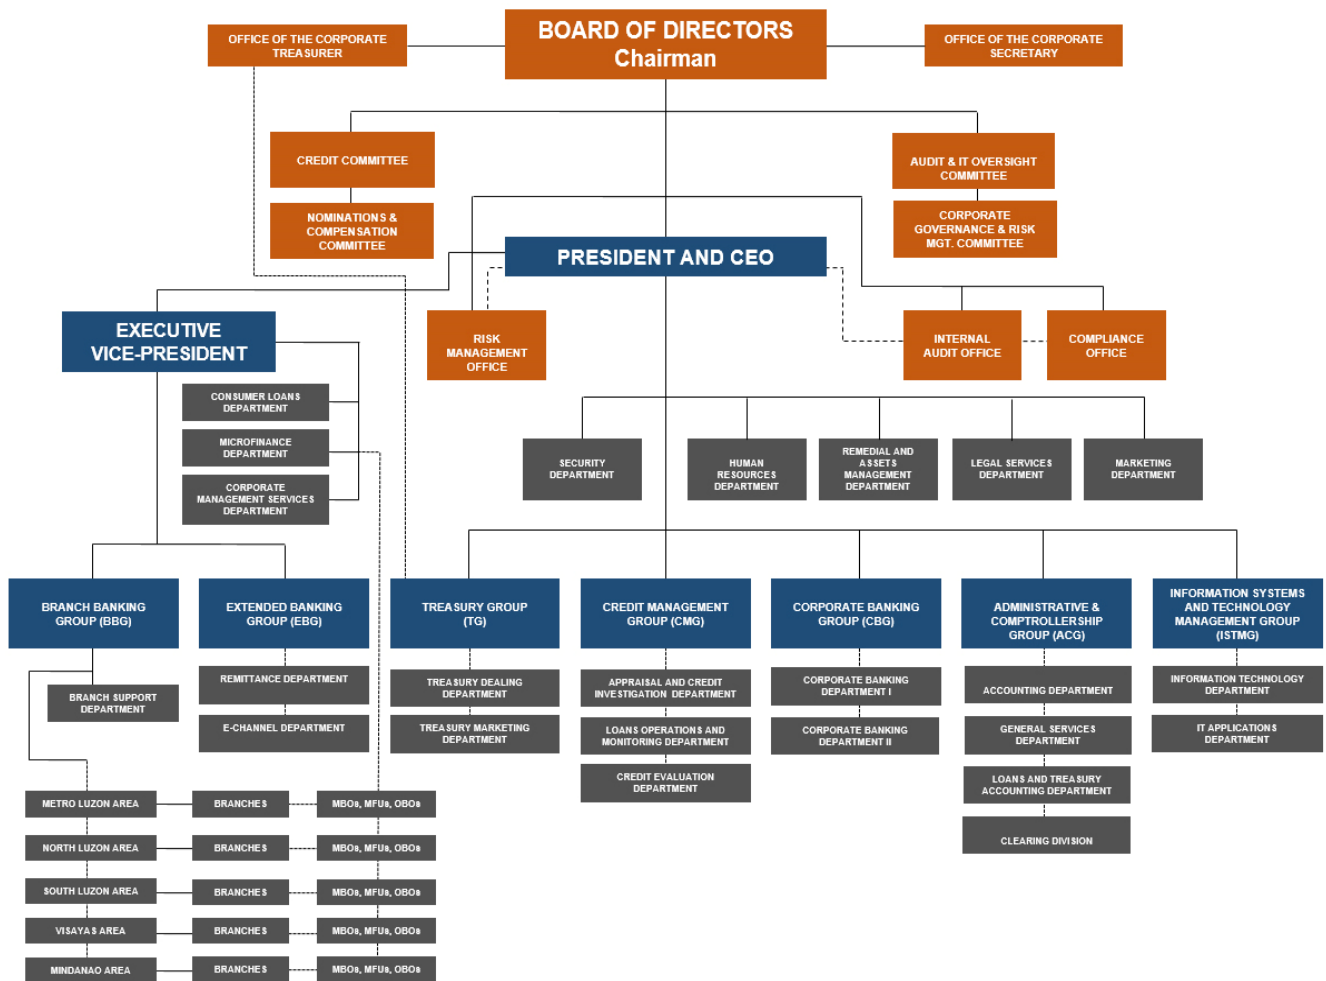 BOARD OF DIRECTORS
Chairman
OFFICE OF THE CORPORATE
TREASURER
OFFICE OF THE CORPORATE
SECRETARY
CREDIT COMMITTEE
AUDIT & IT OVERSIGHT
COMMITTEE
NOMINATIONS &
COMPENSATION
COMMITTEE
CORPORATE
GOVERNANCE & RISK
MGT. COMMITTEE
PRESIDENT AND CEO
EXECUTIVE
VICE-PRESIDENT
RISK
MANAGEMENT
OFFICE
INTERNAL
AUDIT OFFICE
COMPLIANCE
OFFICE
CONSUMER LOANS
DEPARTMENT
MICROFINANCE
DEPARTMENT
CORPORATE
MANAGEMENT SERVICES
DEPARTMENT
SECURITY
DEPARTMENT
HUMAN
RESOURCES
DEPARTMENT
REMEDIAL AND
ASSETS
MANAGEMENT
DEPARTMENT
LEGAL SERVICES
DEPARTMENT
MARKETING
DEPARTMENT
BRANCH BANKING
GROUP (BBG)
EXTENDED BANKING
GROUP (EBG)
TREASURY GROUP
(TG)
CREDIT MANAGEMENT
GROUP (CMG)
CORPORATE BANKING
GROUP (CBG)
ADMINISTRATIVE &
COMPTROLLERSHIP
GROUP (ACG)
INFORMATION SYSTEMS
AND TECHNOLOGY
MANAGEMENT GROUP
(ISTMG)
BRANCH SUPPORT
DEPARTMENT
REMITTANCE DEPARTMENT
E-CHANNEL DEPARTMENT
TREASURY DEALING
DEPARTMENT
TREASURY MARKETING
DEPARTMENT
APPRAISAL AND CREDIT
INVESTIGATION DEPARTMENT
LOANS OPERATIONS AND
MONITORING DEPARTMENT
CREDIT EVALUATION
DEPARTMENT
CORPORATE BANKING
DEPARTMENT I
CORPORATE BANKING
DEPARTMENT II
ACCOUNTING DEPARTMENT
GENERAL SERVICES
DEPARTMENT
LOANS AND TREASURY
ACCOUNTING DEPARTMENT
CLEARING DIVISION
INFORMATION TECHNOLOGY
DEPARTMENT
IT APPLICATIONS
DEPARTMENT
METRO LUZON AREA
BRANCHES
MBOs, MFUs, OBOs
NORTH LUZON AREA
BRANCHES
MBOs, MFUs, OBOs
SOUTH LUZON AREA
BRANCHES
MBOs, MFUs, OBOs
VISAYAS AREA
BRANCHES
MBOs, MFUs, OBOs
MINDANAO AREA
BRANCHES
MBOs, MFUs, OBOs